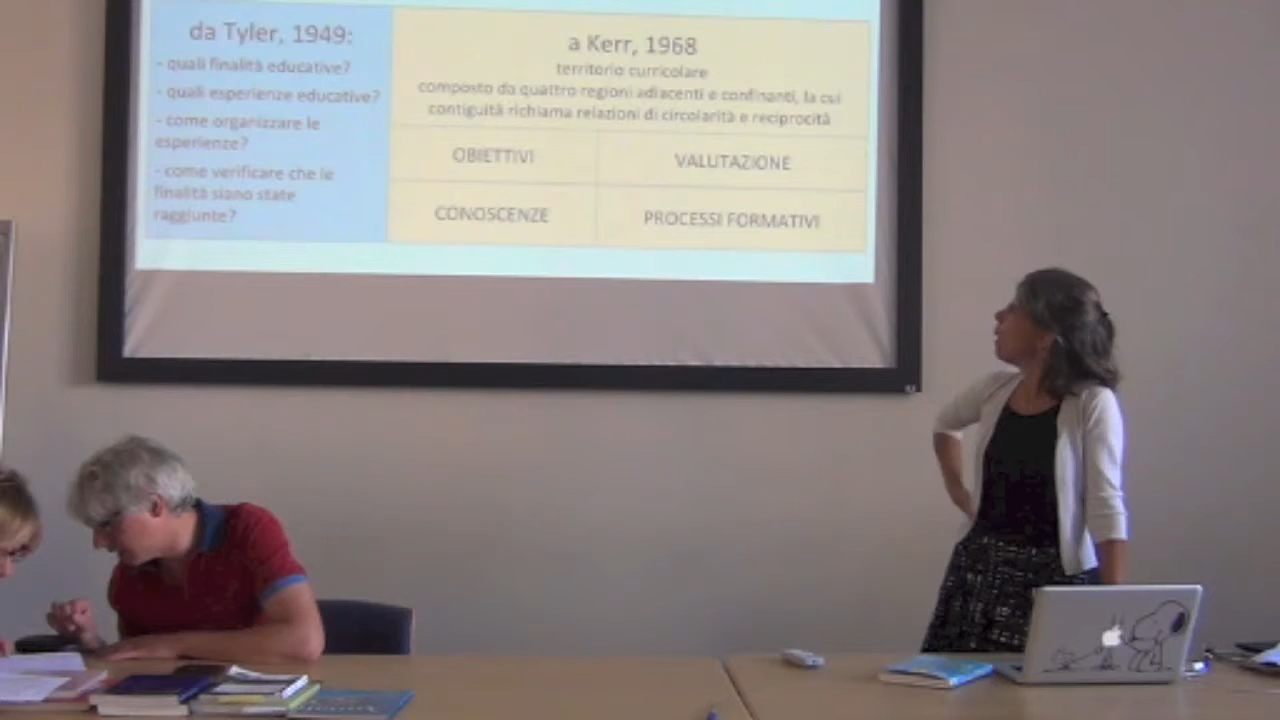 da Tyler, 1949:
- quali finalità educative?
- quali esperienze educative?
- come organizzare le
esperienze?
- come verificare che le
finalità siano state
raggiunte?
a Kerr, 1968
territorio curricolare
composto da quattro regioni adiacenti e confinanti, la cui
contiguità richiama relazioni di circolarità e reciprocità
OBIETTIVI
VALUTAZIONE
CONOSCENZE
PROCESSI FORMATIVI